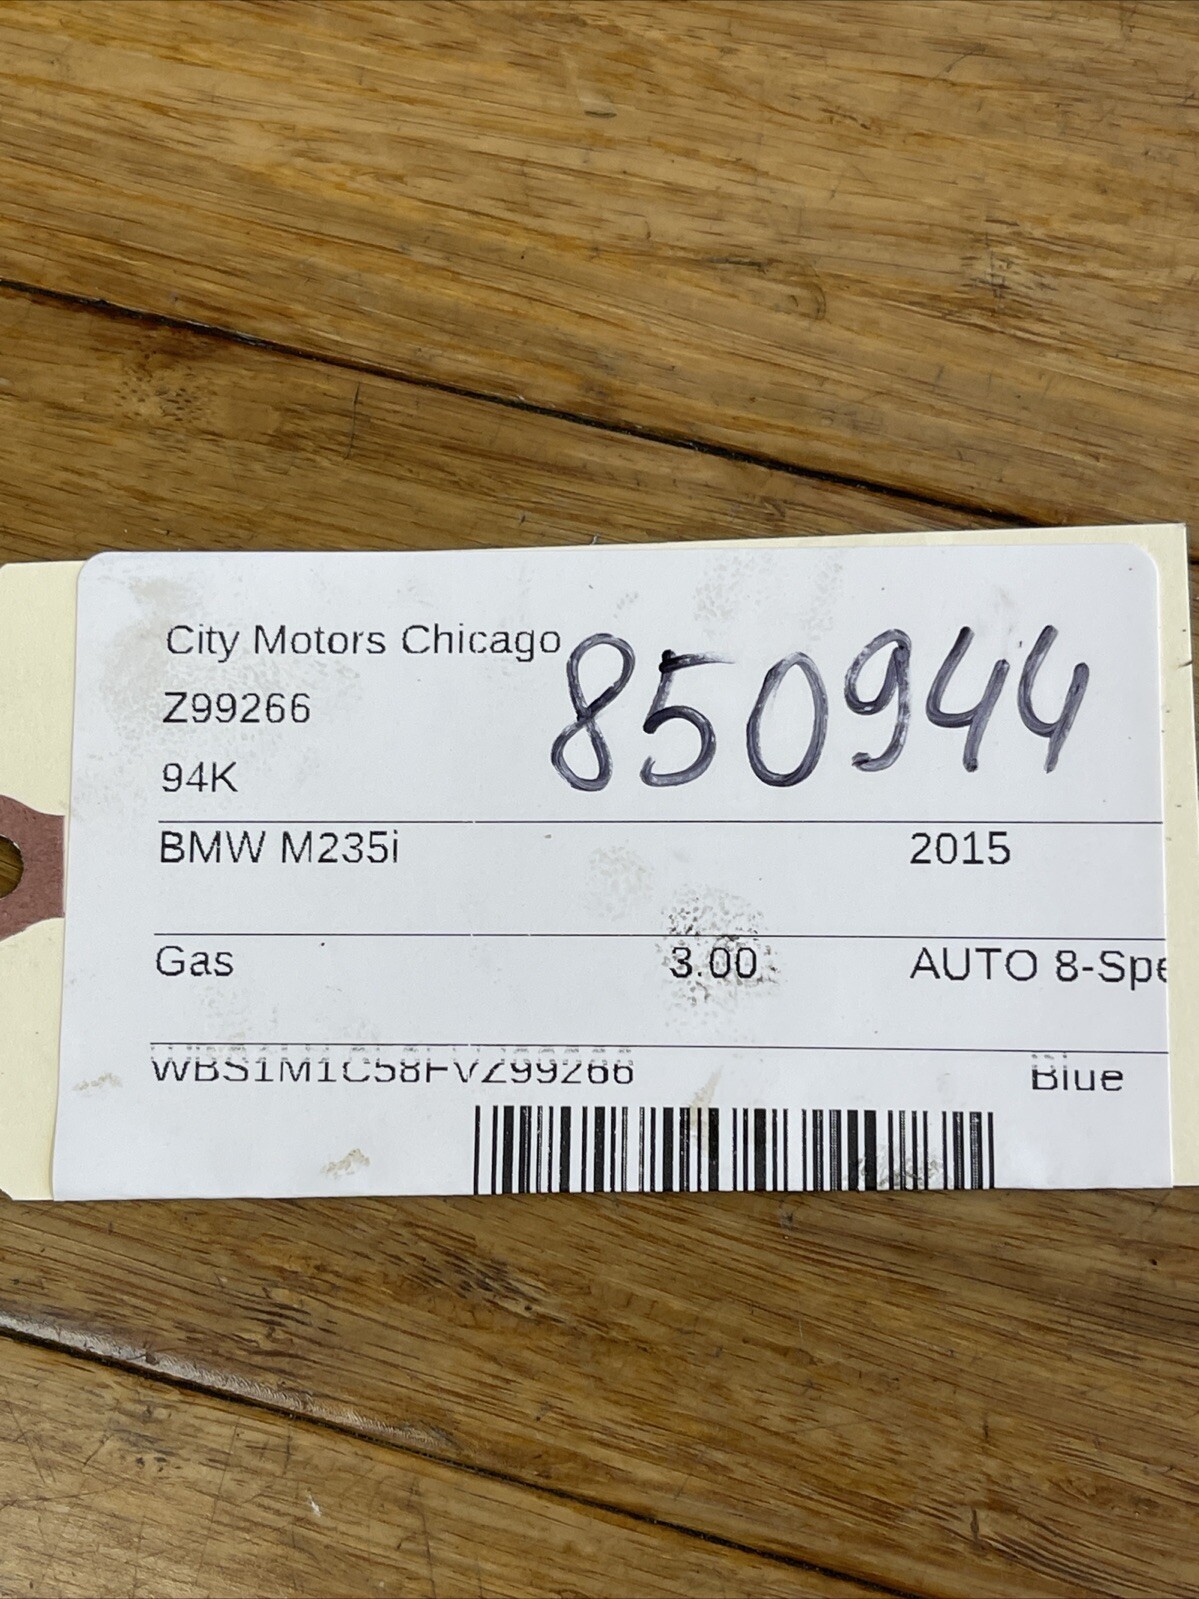 City Motors Chicago
850944
Z99266
94K
BMW M235i 2015
Gas 3.00 AUTO 8-Spe
WBS1M1C58FVZ99266 Blue